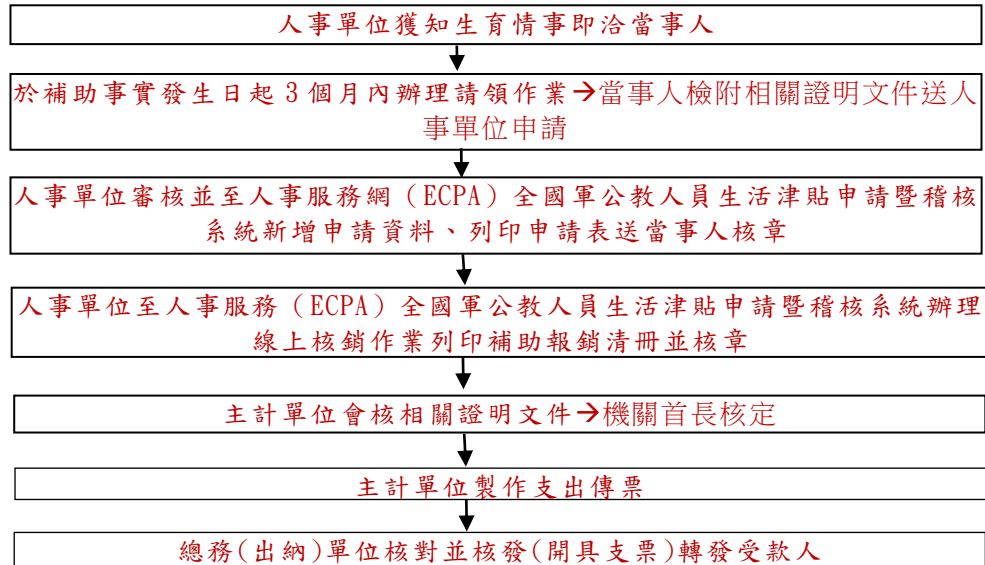 人事單位獲知生育情事即洽當事人
於補助事實發生日起 3 個月內辦理請領作業→當事人檢附相關證明文件送人
事單位申請
人事單位審核並至人事服務網（ECPA）全國軍公教人員生活津貼申請暨稽核
系統新增申請資料、列印申請表送當事人核章
人事單位至人事服務（ECPA）全國軍公教人員生活津貼申請暨稽核系統辦理
線上核銷作業列印補助報銷清冊並核章
主計單位會核相關證明文件→機關首長核定
主計單位製作支出傳票
總務(出納)單位核對並核發(開具支票)轉發受款人